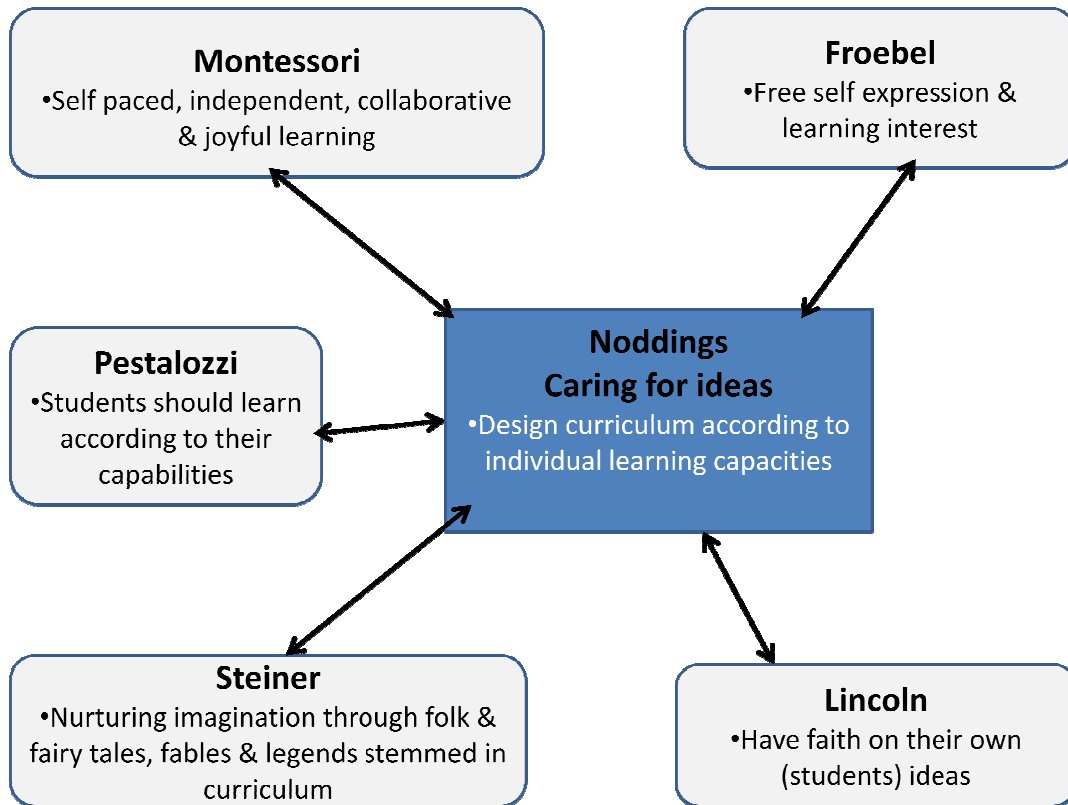 Montessori
•Self paced, independent, collaborative
& joyful learning
Froebel
•Free self expression &
learning interest
Pestalozzi
•Students should learn
according to their
capabilities
Noddings
Caring for ideas
•Design curriculum according to
individual learning capacities
Steiner
•Nurturing imagination through folk &
fairy tales, fables & legends stemmed in
curriculum
Lincoln
•Have faith on their own
(students) ideas